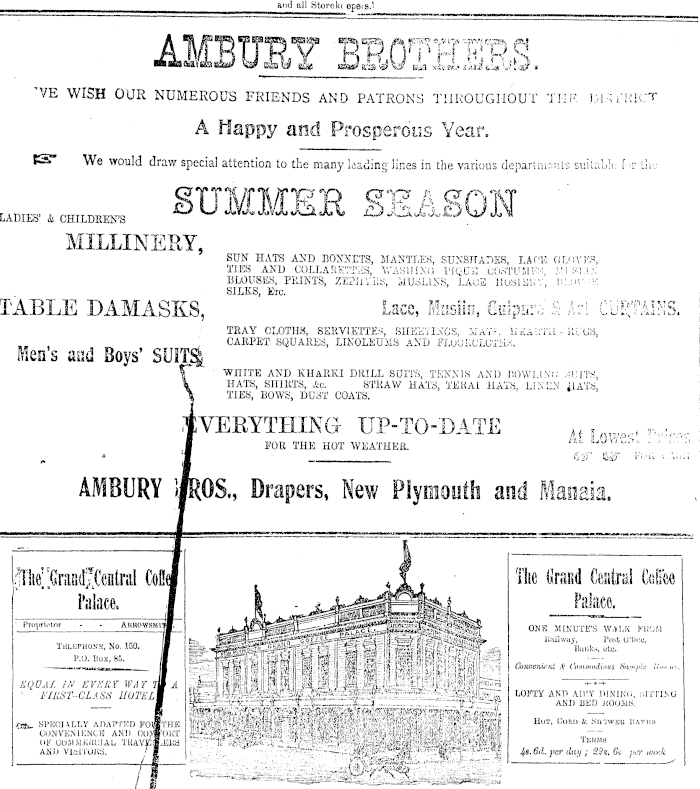 and all Storekeepers.
AMBURY BROTHERS.
WE WISH OUR NUMEROUS FRIENDS AND PATRONS THROUGHOUT THE DISTRICT
A Happy and Prosperous Year.
We would draw special attention to the many leading lines in the various departments suitable for the
SUMMER SEASON
LADIES' & CHILDREN'S
MILLINERY,
SUN HATS AND BONNETS, MANTLES, SUNSHADES, LACE GLOVES,
TIES AND COLLARETTES, WASHING PIQUE COSTUMES, MUSLIN
BLOUSES, PRINTS, ZEPHYRS, MUSLINS, LACE HOSIERY, BLOUSE
SILKS, Etc.
TABLE DAMASKS,
Lace, Muslin, Guipure & Art CURTAINS.
TRAY CLOTHS, SERVIETTES, SHEETINGS, MATS, HEARTH-RUGS,
CARPET SQUARES, LINOLEUMS AND FLOORCLOTHS.
Men's and Boys' SUITS
WHITE AND KHARKI DRILL SUITS, TENNIS AND BOWLING SUITS,
HATS, SHIRTS, &c. STRAW HATS, TERAI HATS, LINEN HATS,
TIES, BOWS, DUST COATS.
EVERYTHING UP-TO-DATE
FOR THE HOT WEATHER.
At Lowest Prices
FOR CASH
AMBURY BROS., Drapers, New Plymouth and Manaia.
The Grand Central Coffee
Palace.
Proprietor - - ARROWSMITH
TELEPHONE, No. 150.
P.O. Box, 85.
EQUAL IN EVERY WAY TO A
FIRST-CLASS HOTEL
SPECIALLY ADAPTED FOR THE
CONVENIENCE AND COMFORT
OF COMMERCIAL TRAVELLERS
AND VISITORS.
The Grand Central Coffee
Palace.
ONE MINUTE'S WALK FROM
Railway, Post Office,
Banks, etc.
Convenient & Commodious Sample Rooms.
LOFTY AND AIRY DINING, SITTING
AND BED ROOMS.
HOT, COLD & SHOWER BATHS
TERMS
4s. 6d. per day; 22s. 6d per week